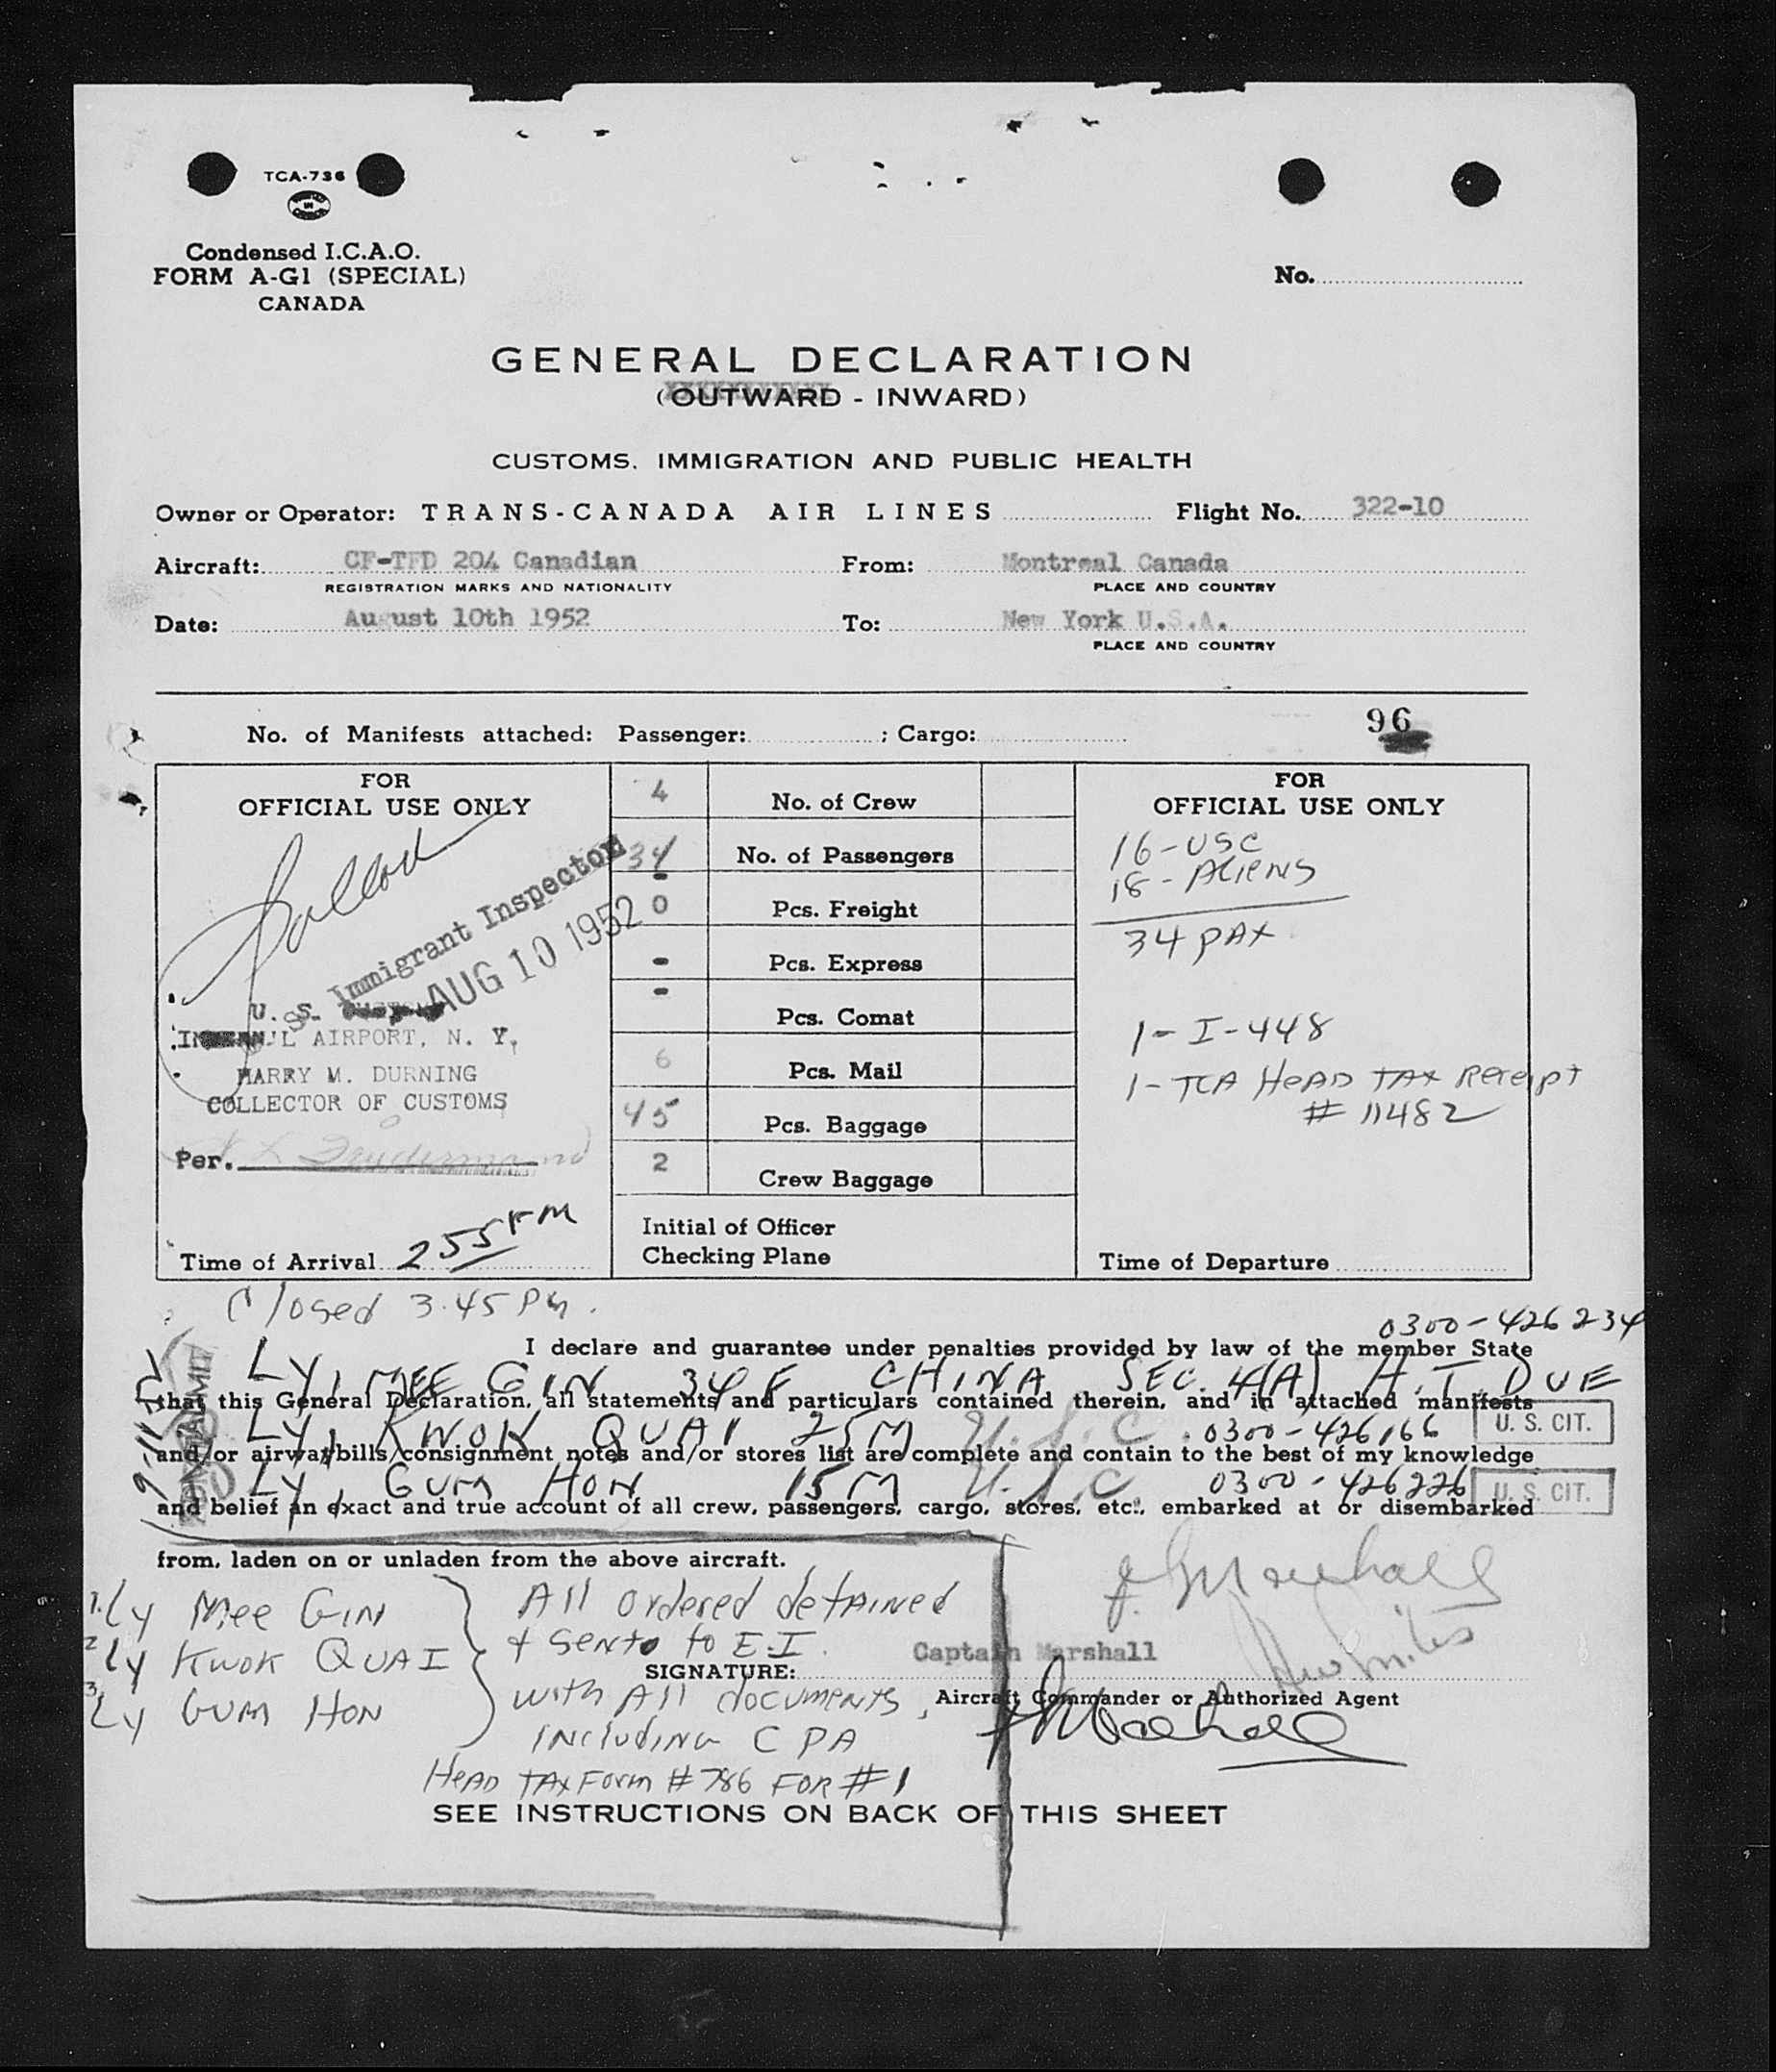 TCA-736
Condensed I.C.A.O.
FORM A-G1 (SPECIAL)
CANADA
No.
GENERAL DECLARATION
(OUTWARD - INWARD)
CUSTOMS, IMMIGRATION AND PUBLIC HEALTH
Owner or Operator: TRANS-CANADA AIR LINES Flight No. 322-10
Aircraft: CF-TFD 204 Canadian From: Montreal Canada
REGISTRATION MARKS AND NATIONALITY PLACE AND COUNTRY
Date: August 10th 1952 To: New York U.S.A.
PLACE AND COUNTRY
96
No. of Manifests attached: Passenger: ; Cargo:
FOR
OFFICIAL USE ONLY
Immigrant Inspector
AUG 10 1952
U. S.
AIRPORT, N. Y.
HARRY M. DURNING
COLLECTOR OF CUSTOMS
Per.
Time of Arrival 2 55 PM
4 No. of Crew
34 No. of Passengers
-
0 Pcs. Freight
- Pcs. Express
- Pcs. Comat
6 Pcs. Mail
45 Pcs. Baggage
2 Crew Baggage
Initial of Officer
Checking Plane
FOR
OFFICIAL USE ONLY
16-USC
18-ALIENS
34 PAX
1-I-448
1-TCA HEAD TAX Receipt
# 11482
Time of Departure
Closed 3.45 PM.
0300-426234
I declare and guarantee under penalties provided by law of the member State
LY, MEE GIN 34 F CHINA SEC. 4(A) H.T. DUE
that this General Declaration, all statements and particulars contained therein, and in attached manifests
LY, KWOK QUAI 25 M U.S.C. 0300-426166 U. S. CIT.
and/or airway bills/consignment notes and/or stores list are complete and contain to the best of my knowledge
LY, GUM HON 15 M U.S.C. 0300-426226 U. S. CIT.
and belief an exact and true account of all crew, passengers, cargo, stores, etc., embarked at or disembarked
from, laden on or unladen from the above aircraft.
1. Ly Mee GIN
2 Ly Kwok QUAI
3 Ly GUM HON
All ordered detained
+ sent to to E.I.
with All documents,
INcluding C PA
HEAD TAX Form # 786 FOR #1
Captain Marshall
SIGNATURE:
Aircraft Commander or Authorized Agent
SEE INSTRUCTIONS ON BACK OF THIS SHEET